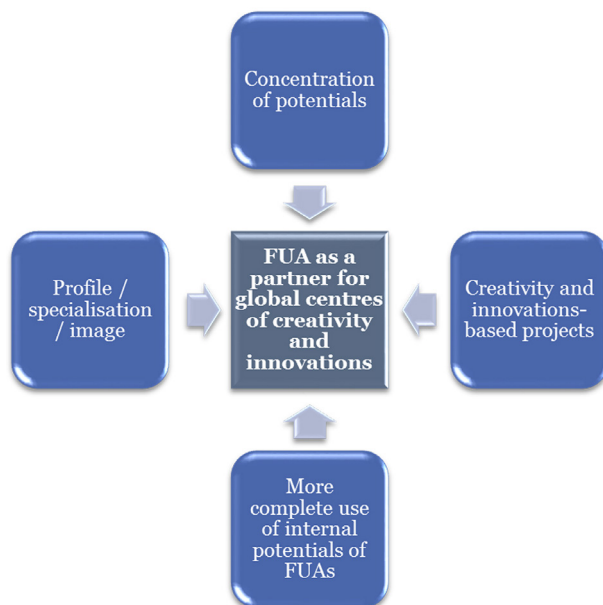 Concentration
of potentials
Profile /
specialisation
/ image
FUA as a
partner for
global centres
of creativity
and
innovations
Creativity and
innovations-
based projects
More
complete use
of internal
potentials of
FUAs